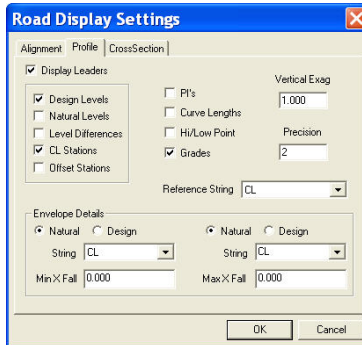 Road Display Settings
Alignment Profile CrossSection
Display Leaders
Design Levels
Natural Levels
Level Differences
CL Stations
Offset Stations
PI's
Curve Lengths
Hi/Low Point
Grades
Vertical Exag
1.000
Precision
2
Reference String CL
Envelope Details
Natural Design Natural Design
String CL String CL
Min X Fall 0.000 Max X Fall 0.000
OK Cancel